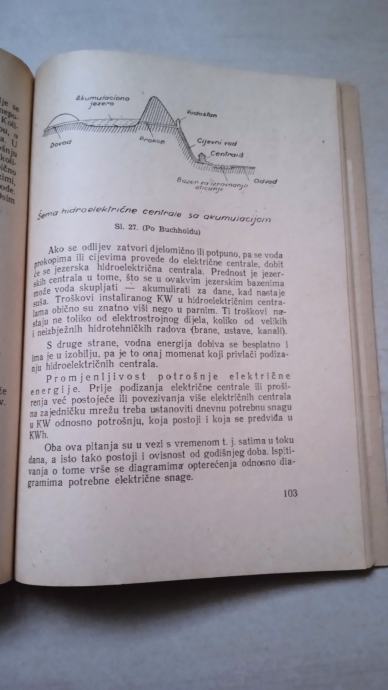 Akumulaciono
jezero
Vodostan
Cijevni vod
Centrala
Dovod
Prokop
Odvod
Bazen za izravnanje
oticanja
Šema hidroelektrične centrale sa akumulacijom
Sl. 27. (Po Buchholdu)
Ako se odlijev zatvori djelomično ili potpuno, pa se voda
prokopima ili cijevima provede do električne centrale, dobit
će se jezerska hidroelektrična centrala. Prednost je jezer-
skih centrala u tome, što se u ovakvim jezerskim bazenima
može voda skupljati — akumulirati za dane, kad nastaje
suša. Troškovi instaliranog KW u hidroelektričnim centra-
lama obično su znatno viši nego u parnim. Ti troškovi na-
staju ne toliko od elektrostrojnog dijela, koliko od velikih
i neizbježnih hidrotehničkih radova (brane, ustave, kanali).
S druge strane, vodna energija dobiva se besplatno i
ima je u izobilju, pa je to onaj momenat koji privlači podiza-
nju hidroelektričnih centrala.
Promjenljivost potrošnje električne
energije. Prije podizanja električne centrale ili proši-
renja već postojeće ili povezivanja više električnih centrala
na zajedničku mrežu treba ustanoviti dnevnu potrebnu snagu
u KW odnosno potrošnju, koja postoji i koja se predviđa u
KWh.
Oba ova pitanja su u vezi s vremenom t. j. satima u toku
dana, a isto tako postoji i ovisnost od godišnjeg doba. Ispiti-
vanja o tome vrše se diagramima opterećenja odnosno dia-
gramima potrebne električne snage.
103